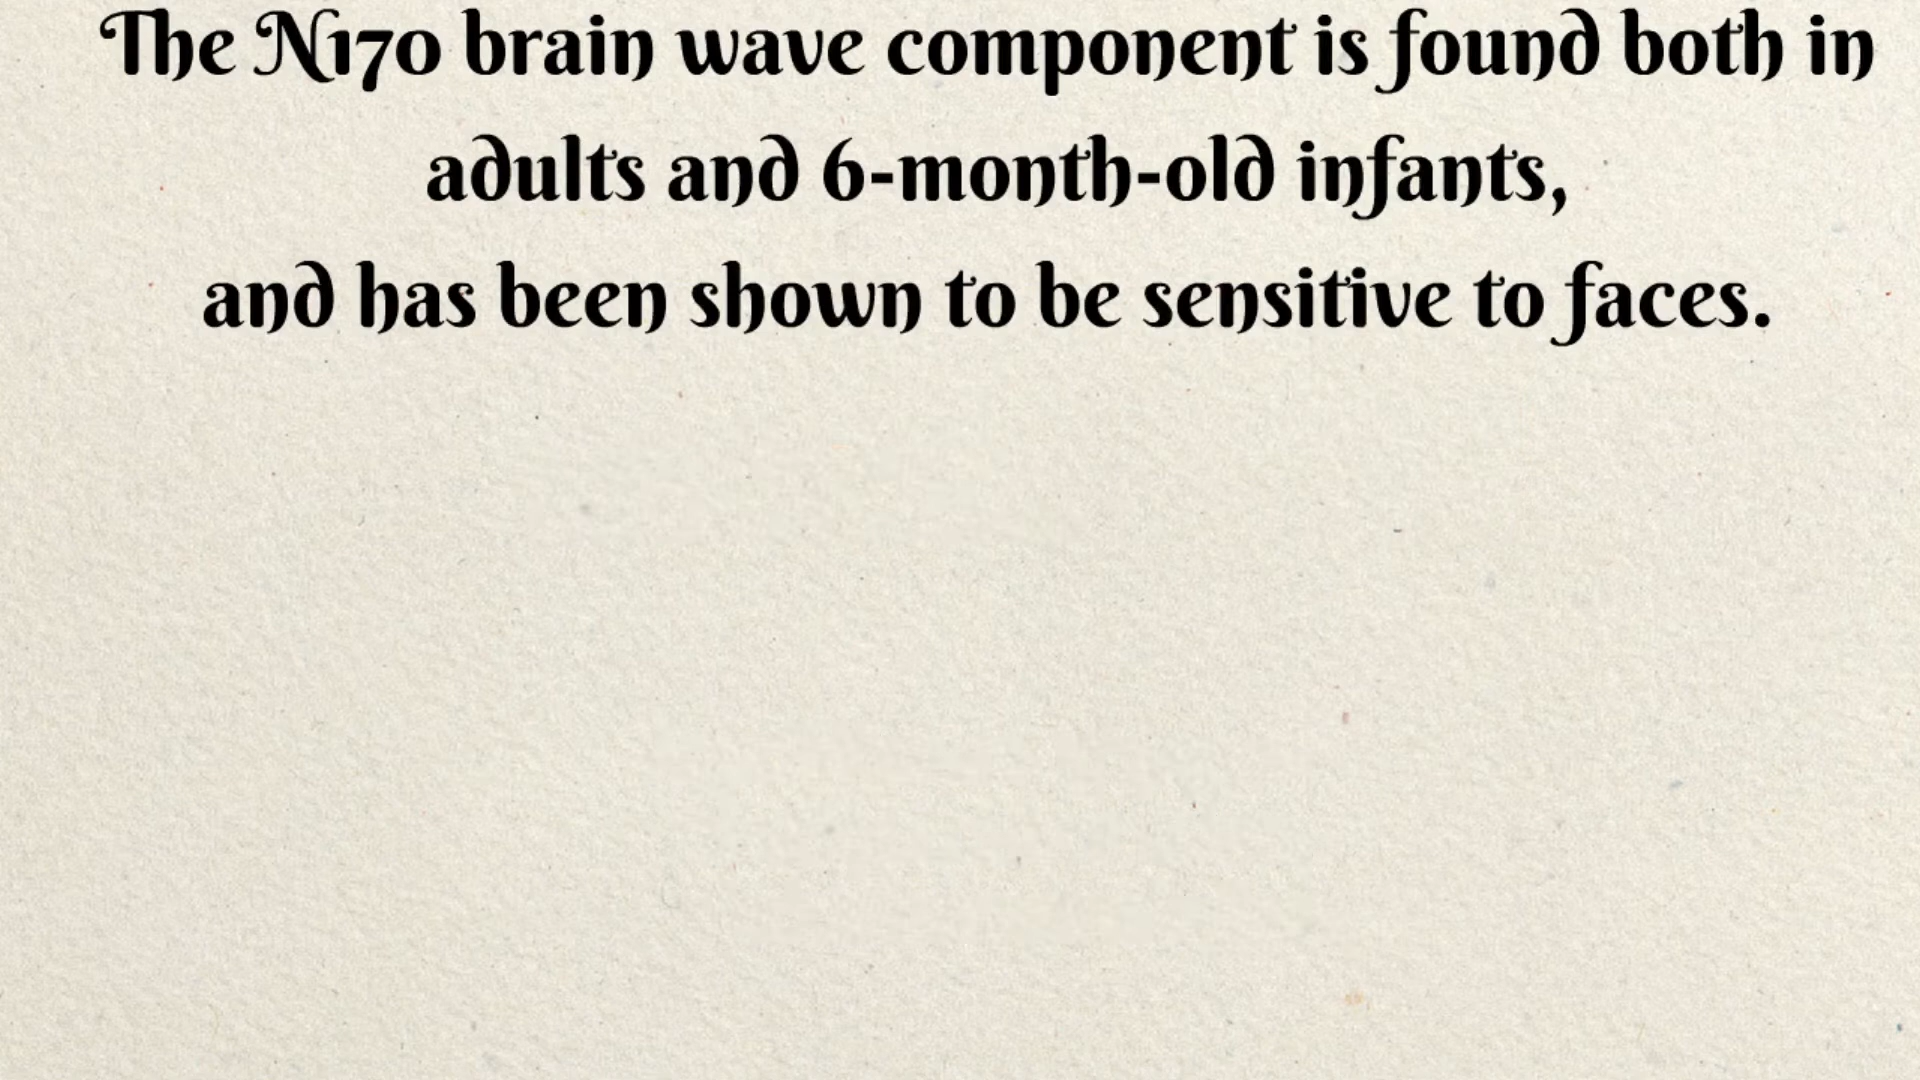 The N170 brain wave component is found both in
adults and 6-month-old infants,
and has been shown to be sensitive to faces.